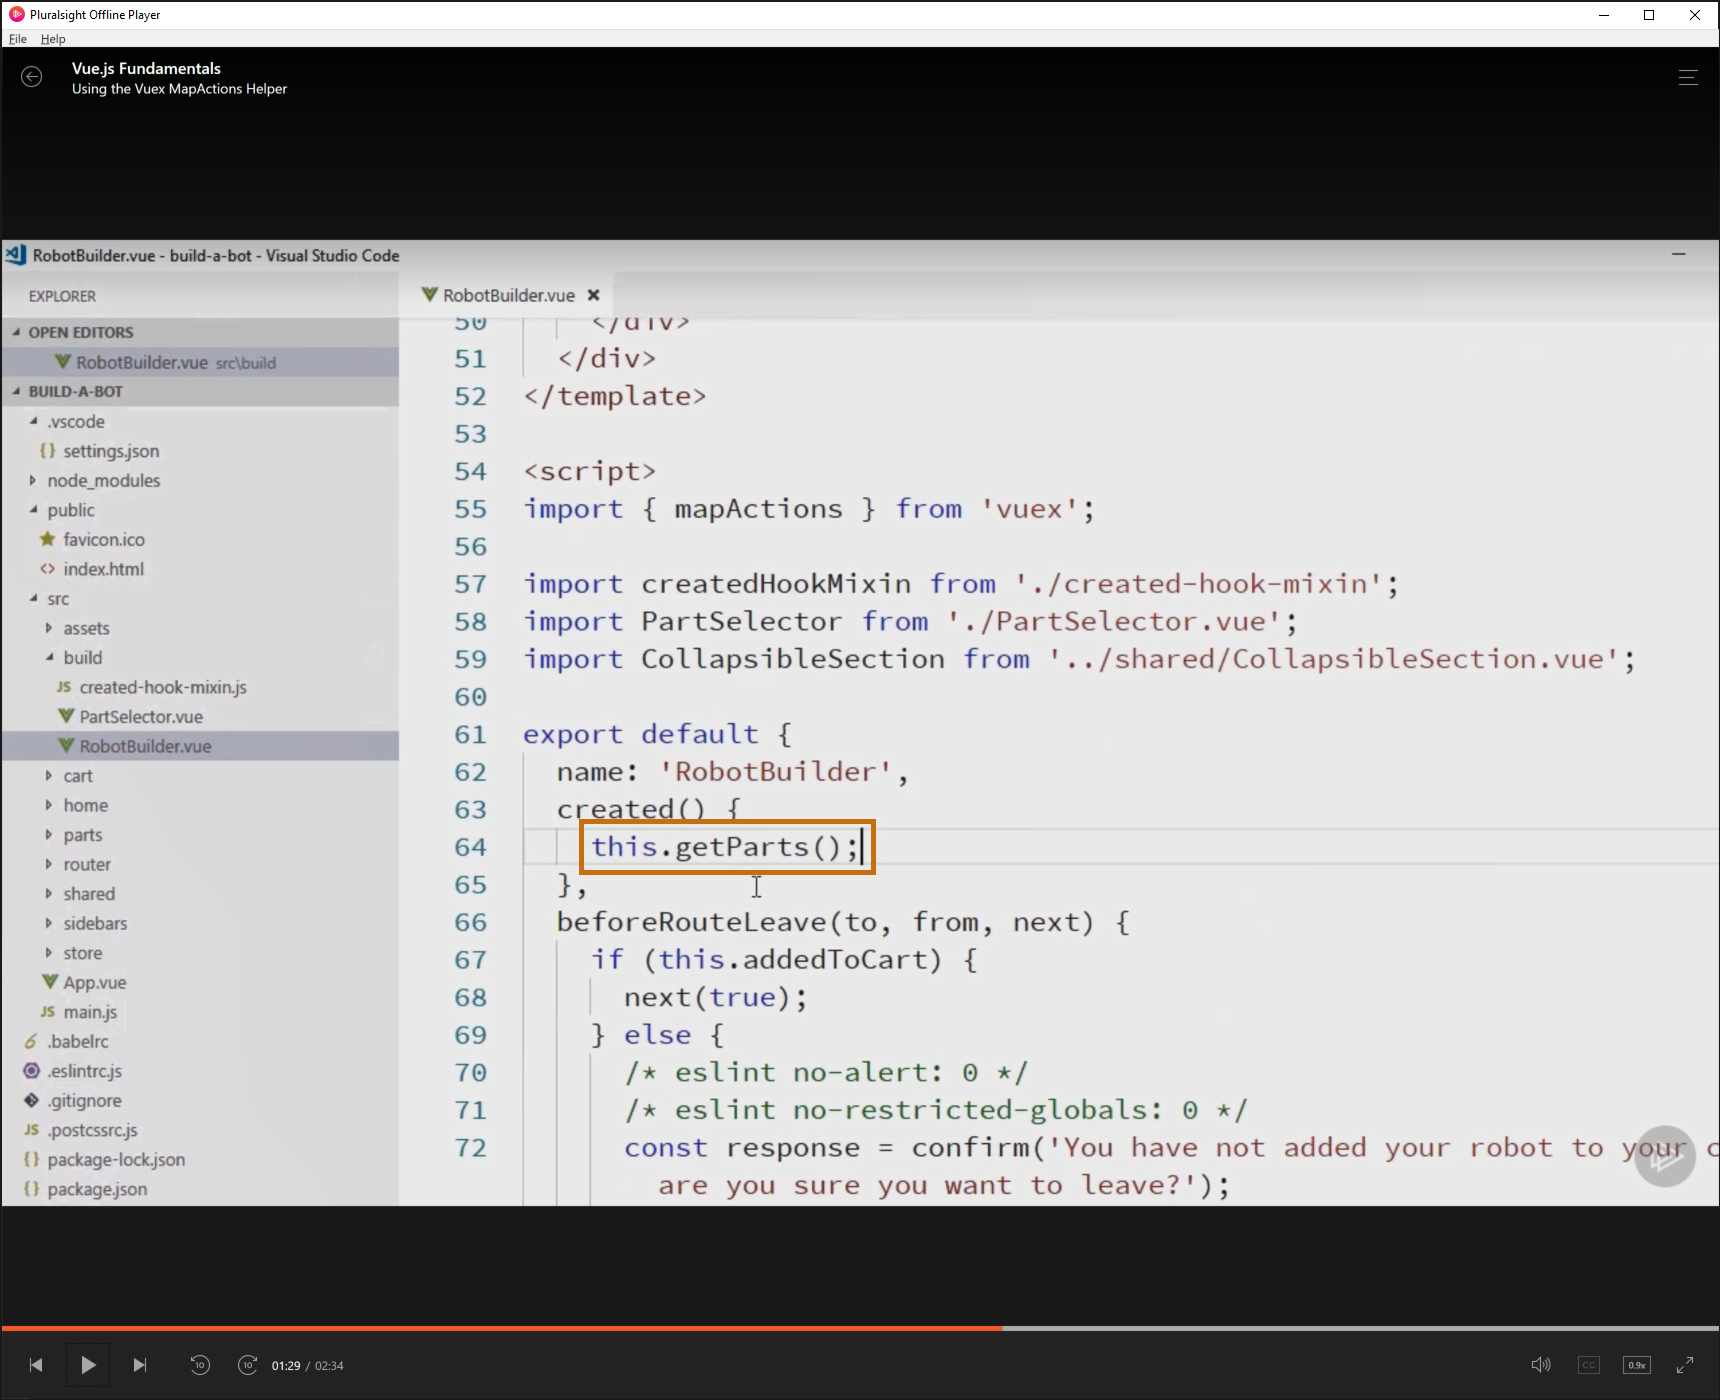 Pluralsight Offline Player
File Help
Vue.js Fundamentals
Using the Vuex MapActions Helper
RobotBuilder.vue - build-a-bot - Visual Studio Code
EXPLORER
OPEN EDITORS
RobotBuilder.vue src\build
BUILD-A-BOT
.vscode
{} settings.json
node_modules
public
favicon.ico
<> index.html
src
assets
build
JS created-hook-mixin.js
PartSelector.vue
RobotBuilder.vue
cart
home
parts
router
shared
sidebars
store
App.vue
JS main.js
.babelrc
.eslintrc.js
.gitignore
JS .postcssrc.js
{} package-lock.json
{} package.json
RobotBuilder.vue
50 </div>
51 </div>
52 </template>
53
54 <script>
55 import { mapActions } from 'vuex';
56
57 import createdHookMixin from './created-hook-mixin';
58 import PartSelector from './PartSelector.vue';
59 import CollapsibleSection from '../shared/CollapsibleSection.vue';
60
61 export default {
62 name: 'RobotBuilder',
63 created() {
64 this.getParts();
65 },
66 beforeRouteLeave(to, from, next) {
67 if (this.addedToCart) {
68 next(true);
69 } else {
70 /* eslint no-alert: 0 */
71 /* eslint no-restricted-globals: 0 */
72 const response = confirm('You have not added your robot to your c
are you sure you want to leave?');
10 10 01:29 / 02:34 CC 0.9x